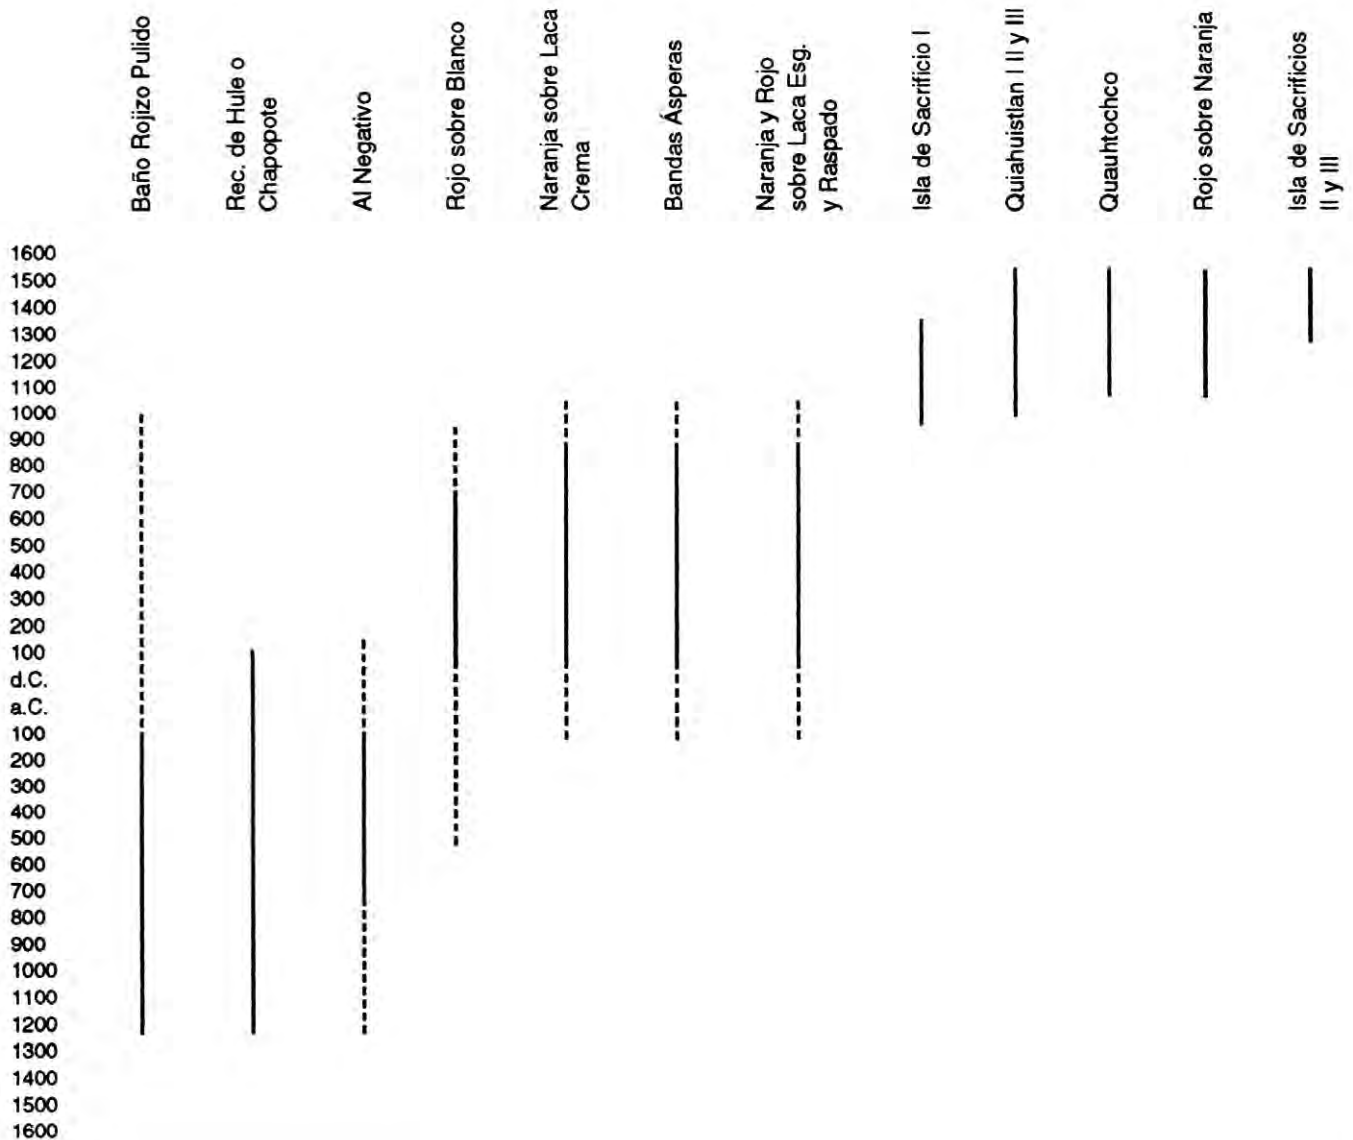 Baño Rojizo Pulido
Rec. de Hule o
Chapopote
Al Negativo
Rojo sobre Blanco
Naranja sobre Laca
Crema
Bandas Ásperas
Naranja y Rojo
sobre Laca Esg.
y Raspado
Isla de Sacrificio I
Quiahuistlan I II y III
Quauhtochco
Rojo sobre Naranja
Isla de Sacrificios
II y III
1600
1500
1400
1300
1200
1100
1000
900
800
700
600
500
400
300
200
100
d.C.
a.C.
100
200
300
400
500
600
700
800
900
1000
1100
1200
1300
1400
1500
1600